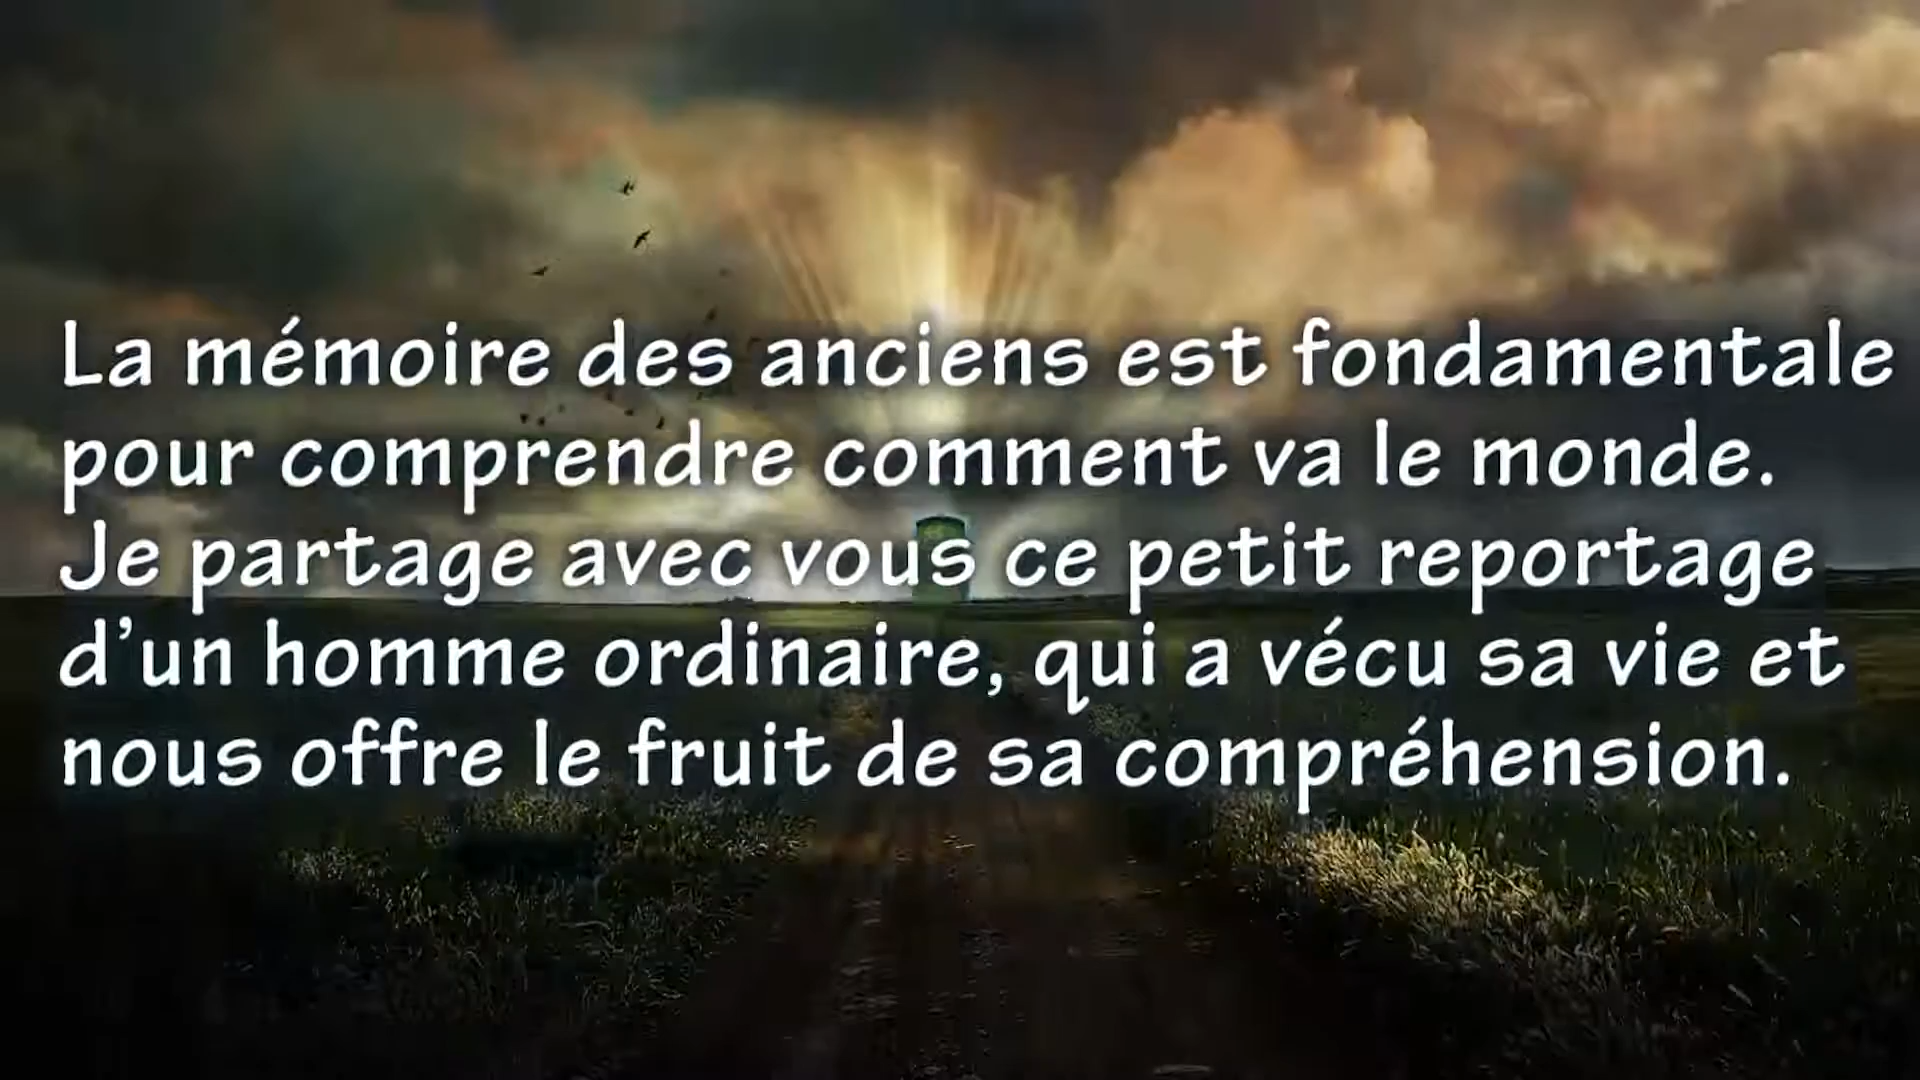 La mémoire des anciens est fondamentale
pour comprendre comment va le monde.
Je partage avec vous ce petit reportage
d’un homme ordinaire, qui a vécu sa vie et
nous offre le fruit de sa compréhension.